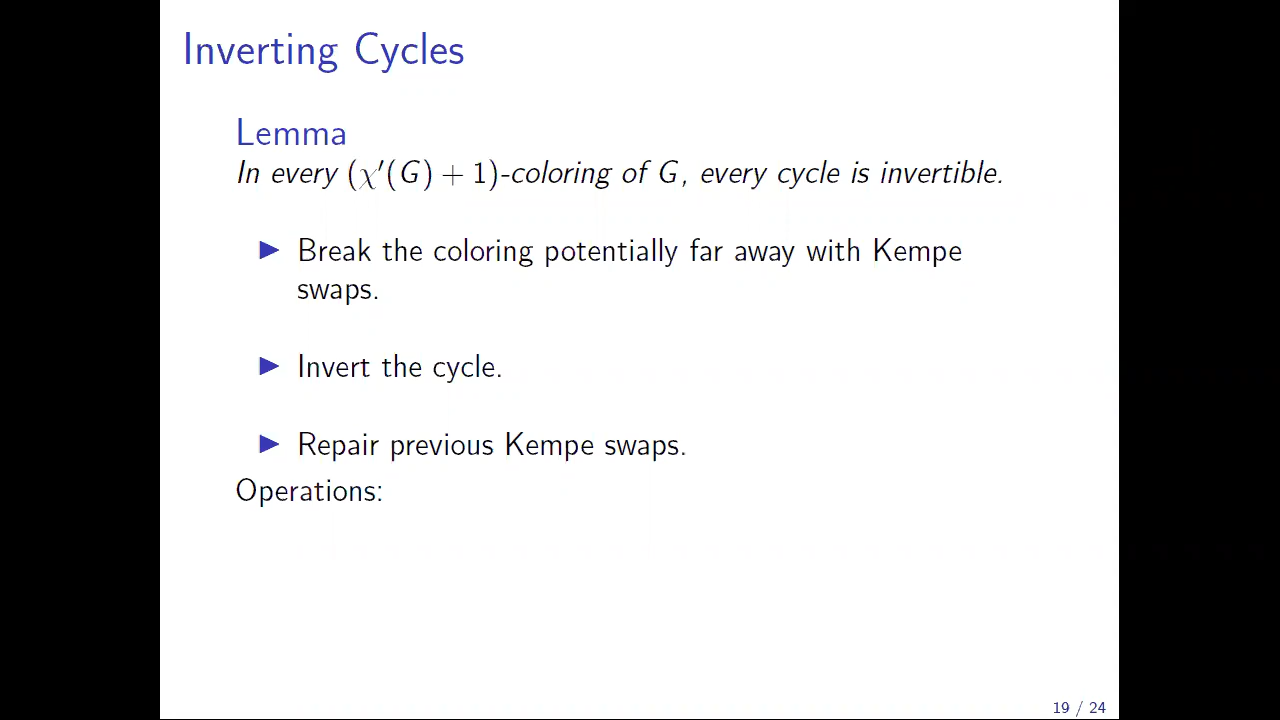 Inverting Cycles
Lemma
In every (χ′(G) + 1)-coloring of G, every cycle is invertible.
▶ Break the coloring potentially far away with Kempe
swaps.
▶ Invert the cycle.
▶ Repair previous Kempe swaps.
Operations:
19 / 24